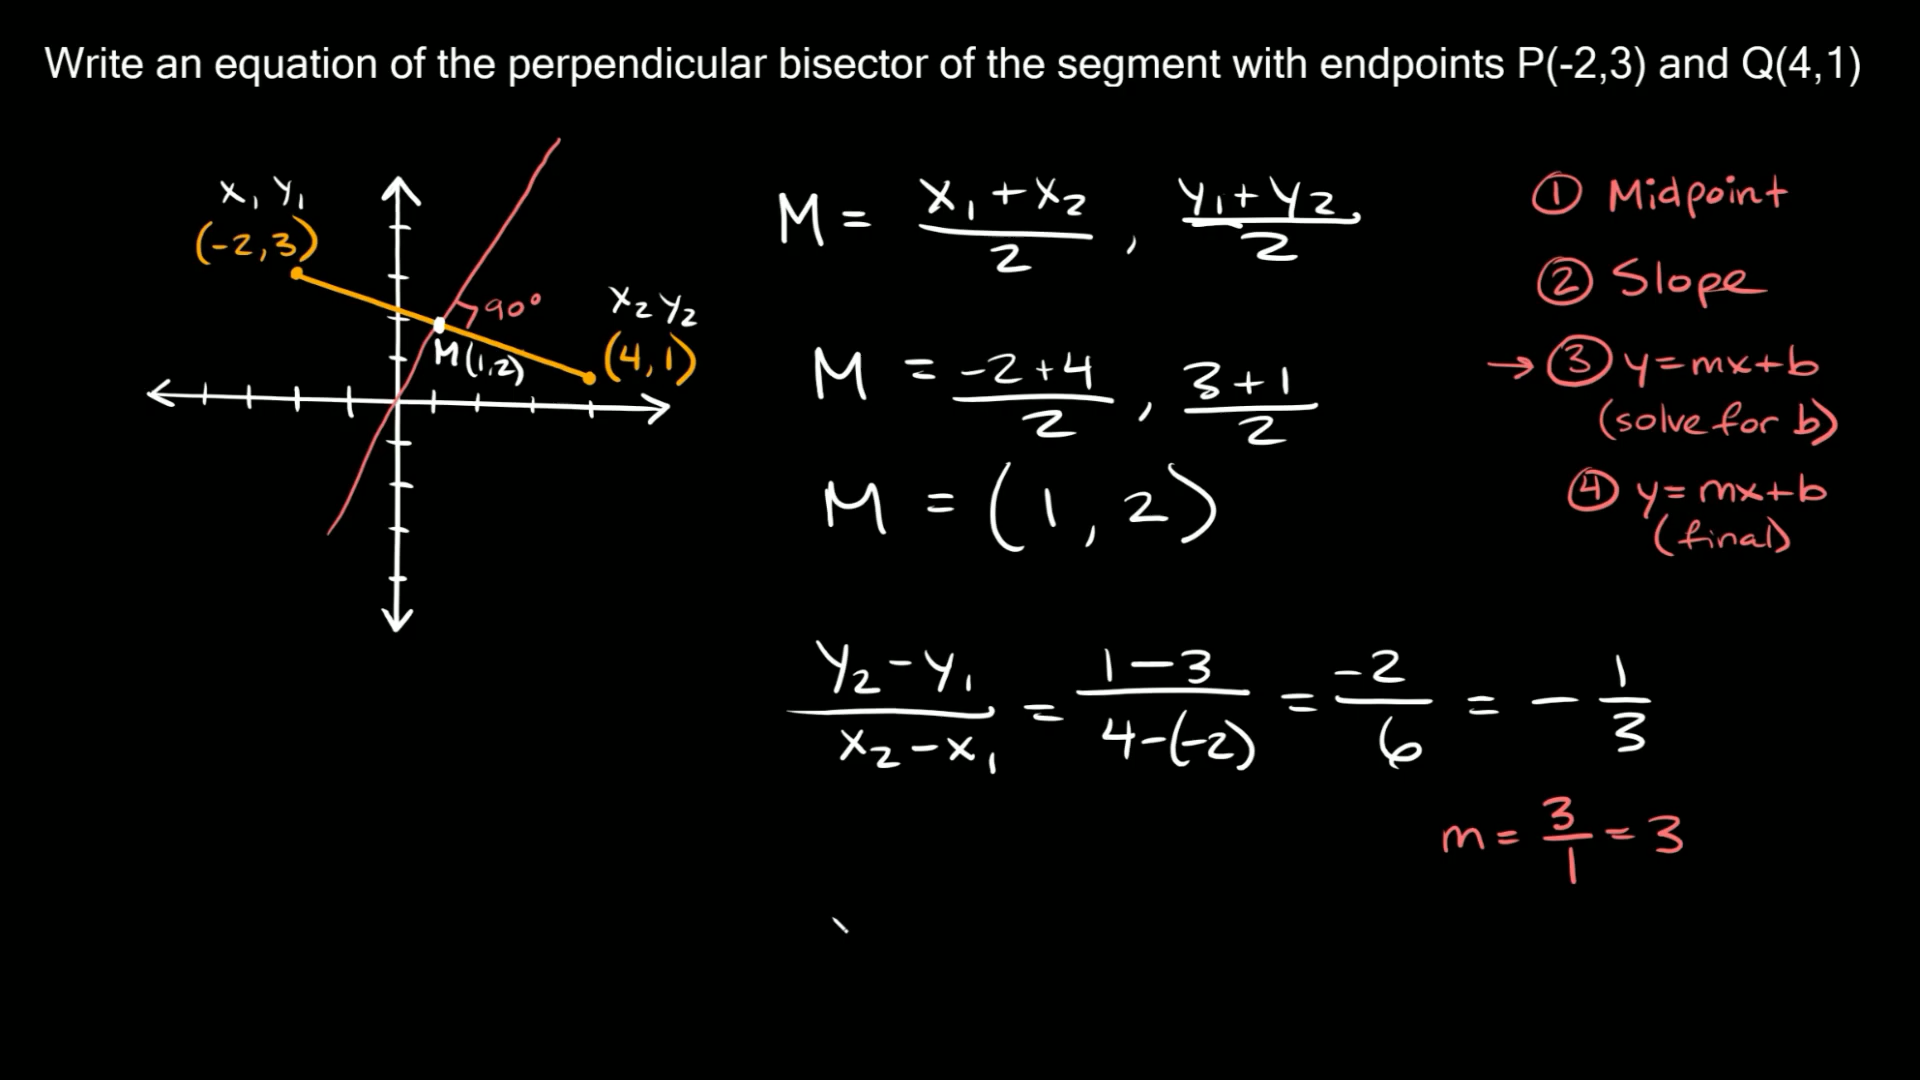 Write an equation of the perpendicular bisector of the segment with endpoints P(-2,3) and Q(4,1)
x₁ y₁
(-2,3)
90°
x₂ y₂
(4,1)
M(1,2)
M = x₁+x₂/2 , y₁+y₂/2
M = -2+4/2 , 3+1/2
M = (1,2)
y₂-y₁/x₂-x₁ = 1-3/4-(-2) = -2/6 = -1/3
m = 3/1 = 3
① Midpoint
② Slope
→ ③ y=mx+b
(solve for b)
④ y=mx+b
(final)